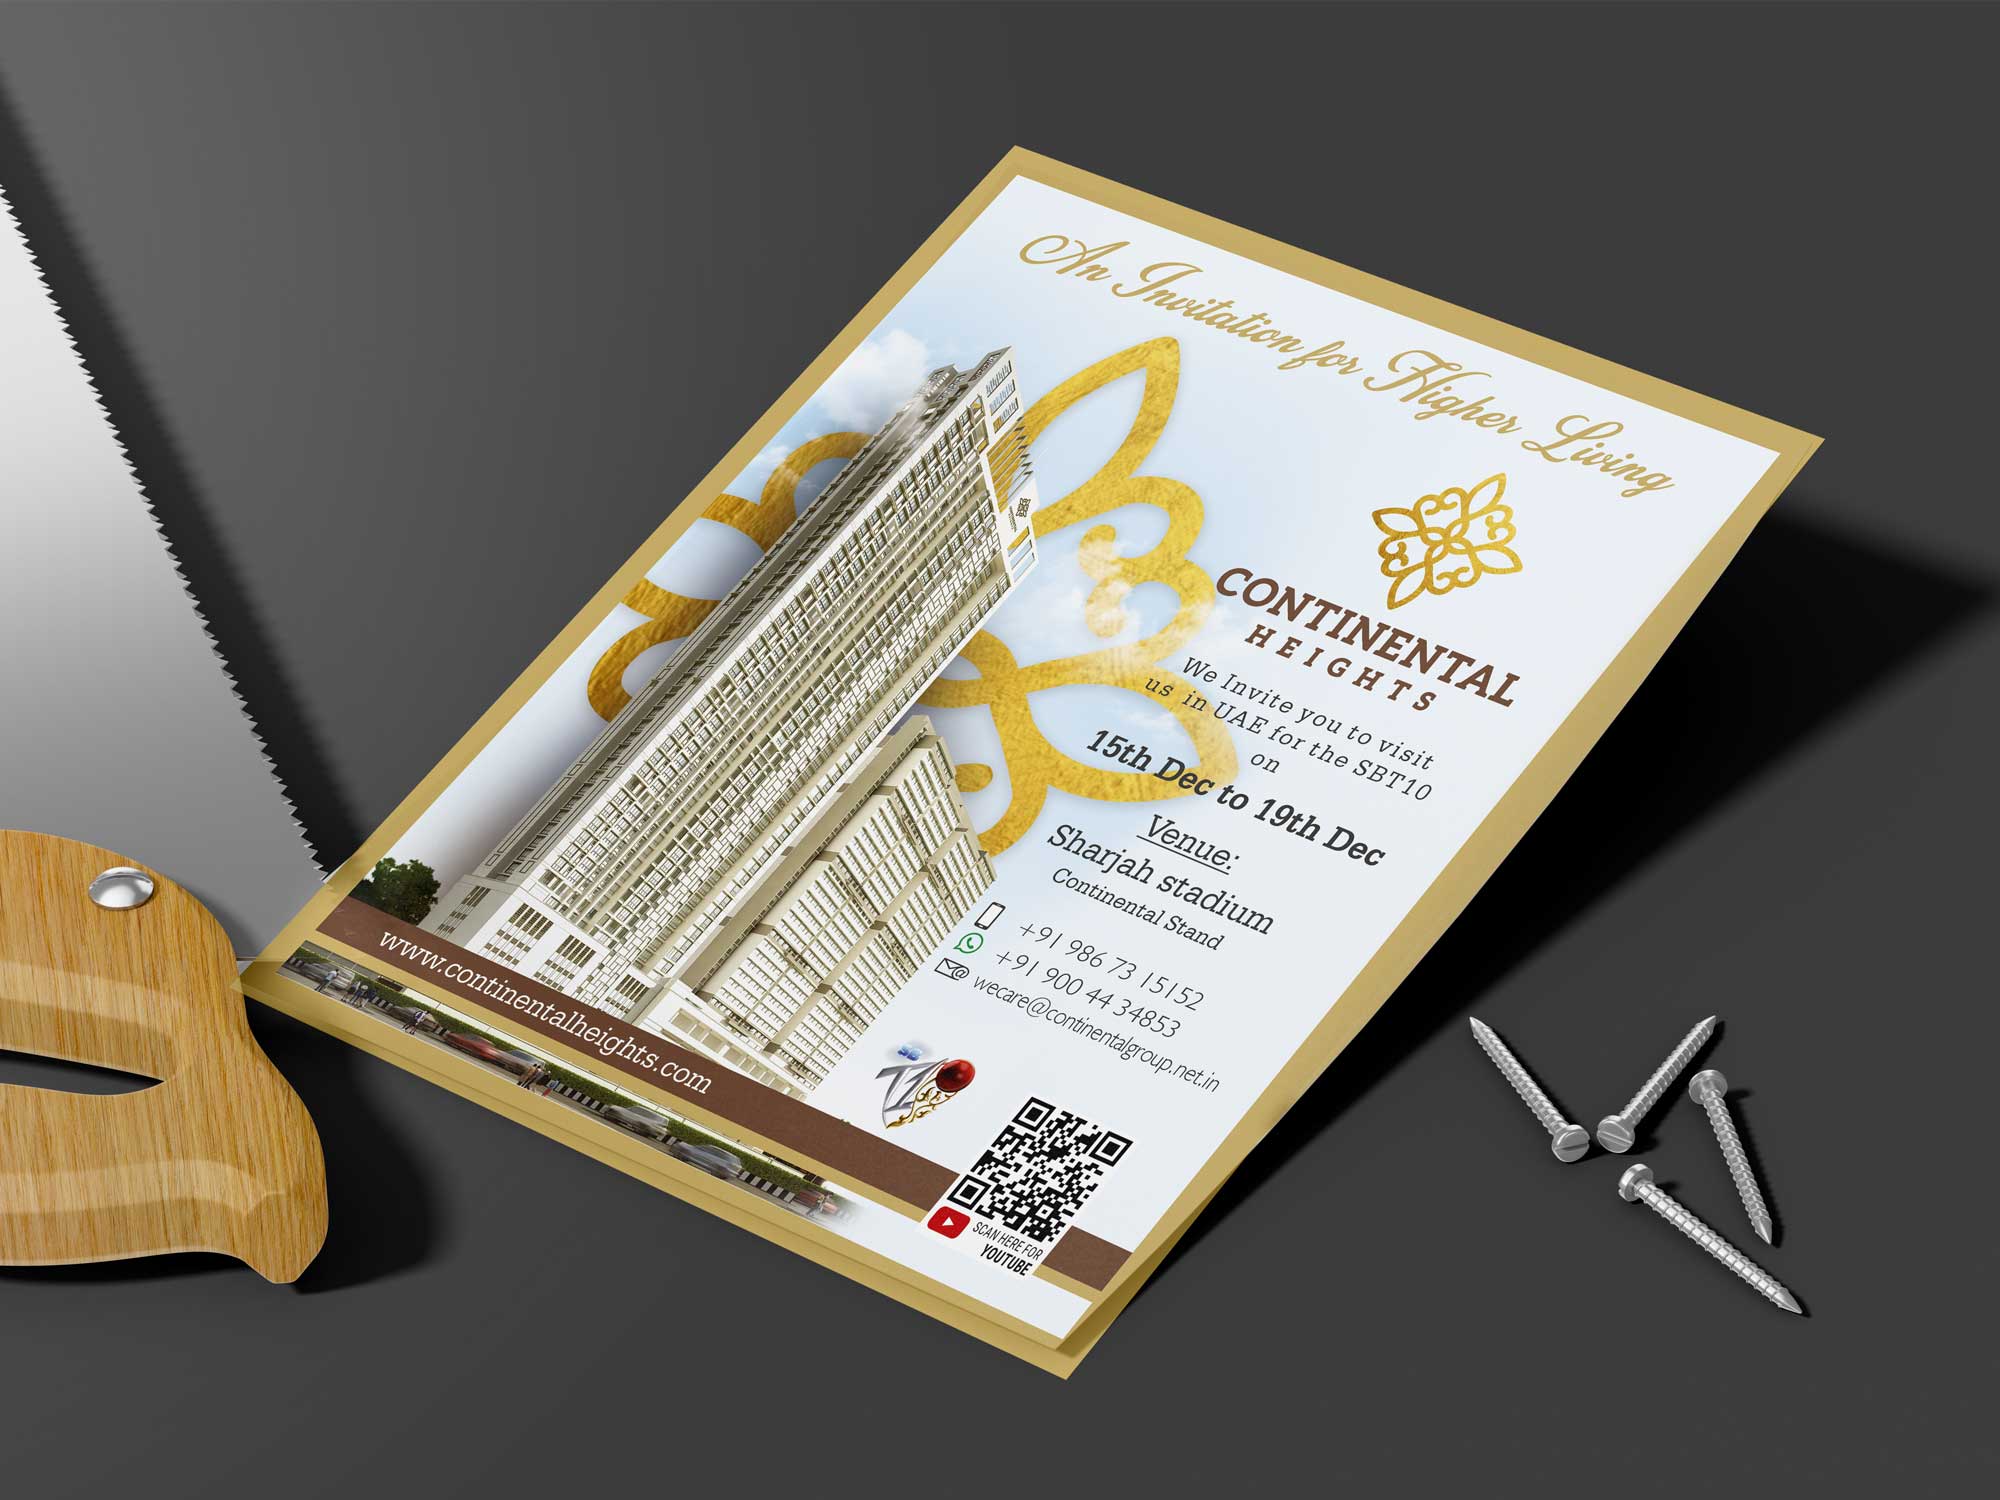 An Invitation for Higher Living
CONTINENTAL
HEIGHTS
We Invite you to visit
us in UAE for the SBT10
on
15th Dec to 19th Dec
Venue:
Sharjah stadium
Continental Stand
+91 986 73 15152
+91 900 44 34853
wecare@continentalgroup.net.in
www.continentalheights.com
SCAN HERE FOR
YOUTUBE